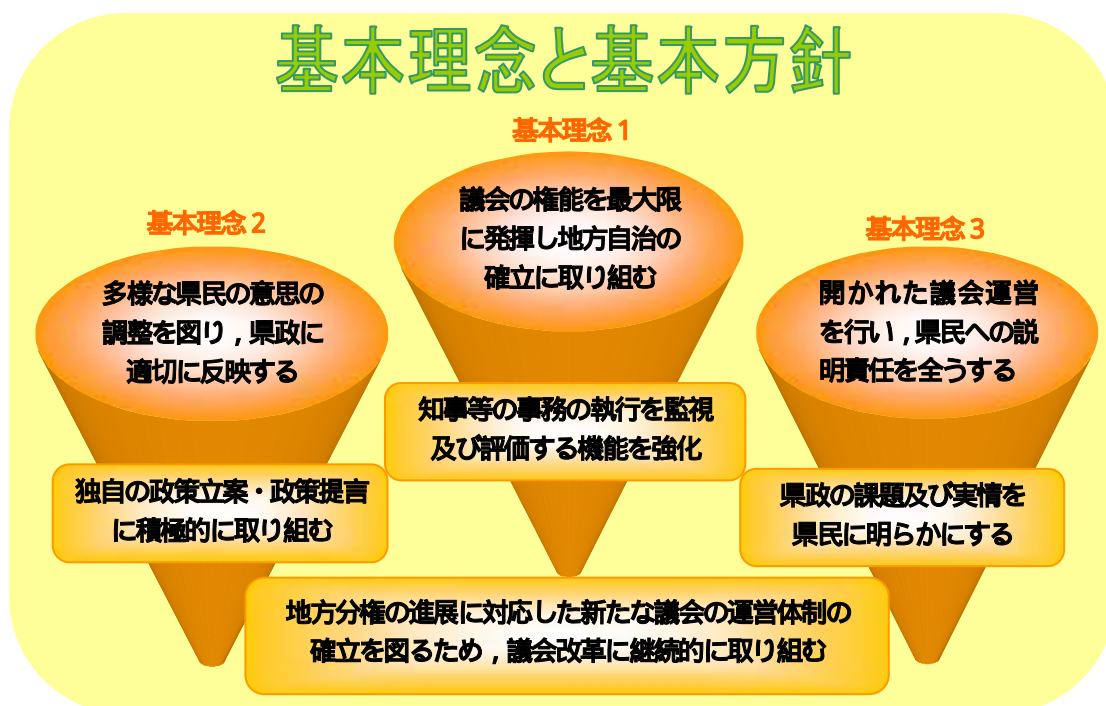 基本理念と基本方針
基本理念1
議会の権能を最大限
に発揮し地方自治の
確立に取り組む
基本理念2
多様な県民の意思の
調整を図り，県政に
適切に反映する
基本理念3
開かれた議会運営
を行い，県民への説
明責任を全うする
知事等の事務の執行を監視
及び評価する機能を強化
独自の政策立案・政策提言
に積極的に取り組む
県政の課題及び実情を
県民に明らかにする
地方分権の進展に対応した新たな議会の運営体制の
確立を図るため，議会改革に継続的に取り組む